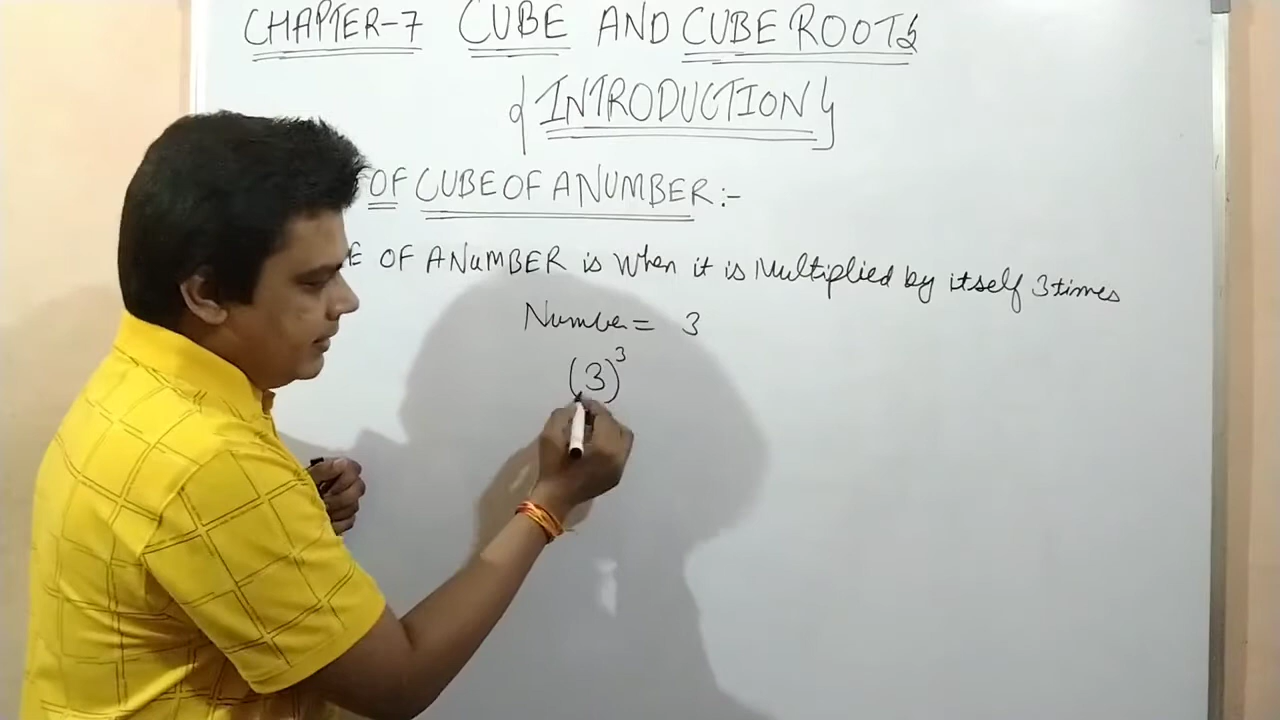 CHAPTER-7 CUBE AND CUBE ROOTS
{INTRODUCTION}
OF CUBE OF A NUMBER:-
E OF A NUMBER is when it is Multiplied by itself 3 times
Number = 3
(3)³